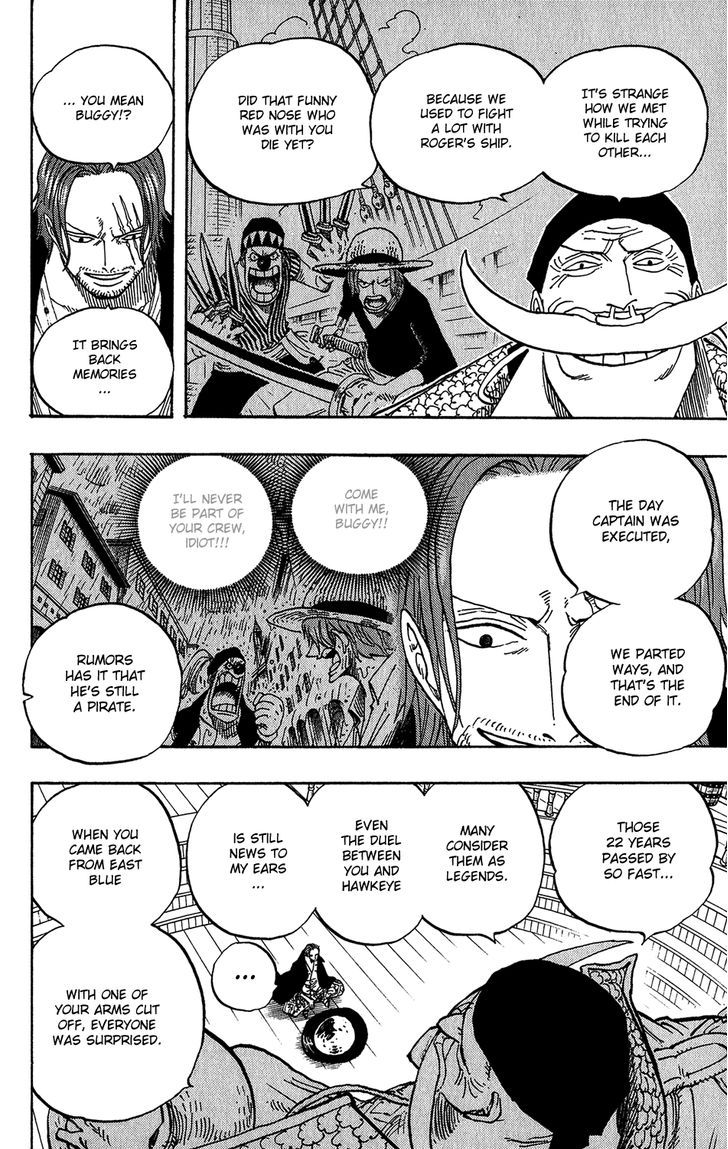 IT'S STRANGE
HOW WE MET
WHILE TRYING
TO KILL EACH
OTHER...
BECAUSE WE
USED TO FIGHT
A LOT WITH
ROGER'S SHIP.
DID THAT FUNNY
RED NOSE WHO
WAS WITH YOU
DIE YET?
... YOU MEAN
BUGGY!?
IT BRINGS
BACK
MEMORIES
...
THE DAY
CAPTAIN WAS
EXECUTED,
WE PARTED
WAYS, AND
THAT'S THE
END OF IT.
COME
WITH ME,
BUGGY!!
I'LL NEVER
BE PART OF
YOUR CREW,
IDIOT!!!
RUMORS
HAS IT THAT
HE'S STILL
A PIRATE.
THOSE
22 YEARS
PASSED BY
SO FAST...
MANY
CONSIDER
THEM AS
LEGENDS.
EVEN
THE DUEL
BETWEEN
YOU AND
HAWKEYE
IS STILL
NEWS TO
MY EARS
...
WHEN YOU
CAME BACK
FROM EAST
BLUE
WITH ONE OF
YOUR ARMS CUT
OFF, EVERYONE
WAS SURPRISED.
...